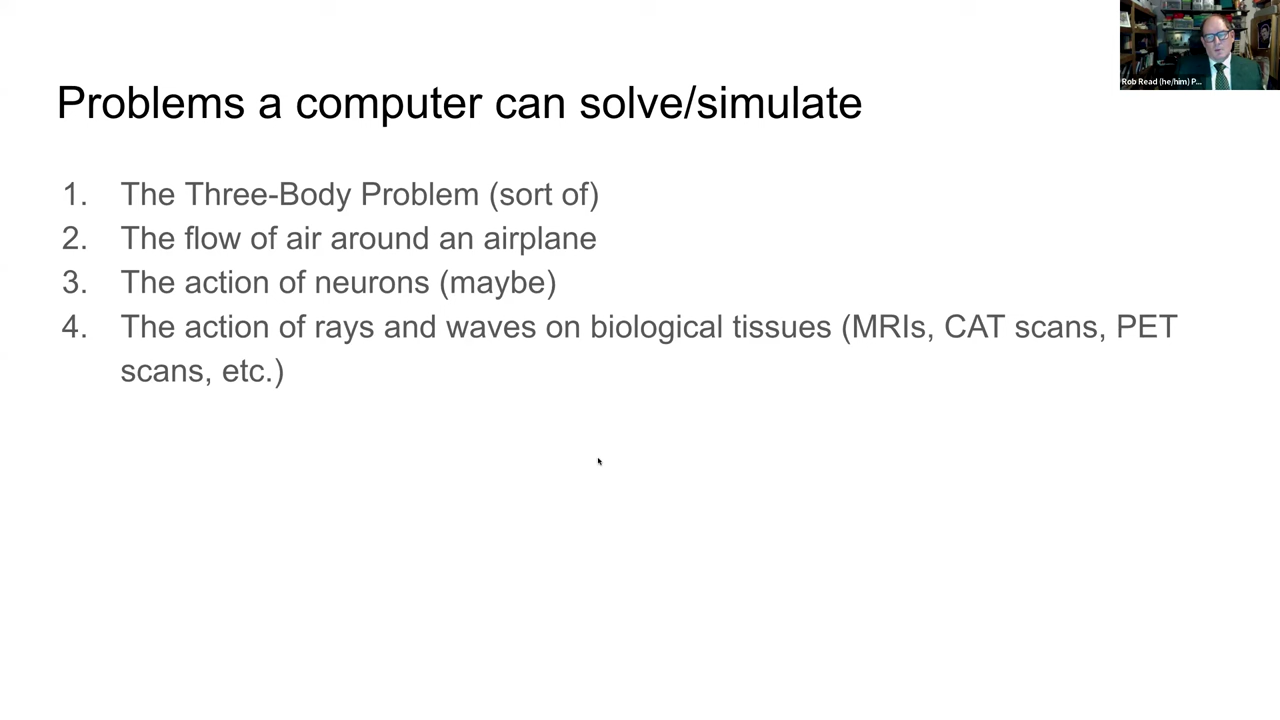 Problems a computer can solve/simulate
1. The Three-Body Problem (sort of)
2. The flow of air around an airplane
3. The action of neurons (maybe)
4. The action of rays and waves on biological tissues (MRIs, CAT scans, PET
scans, etc.)
Rob Read (he/him) P...